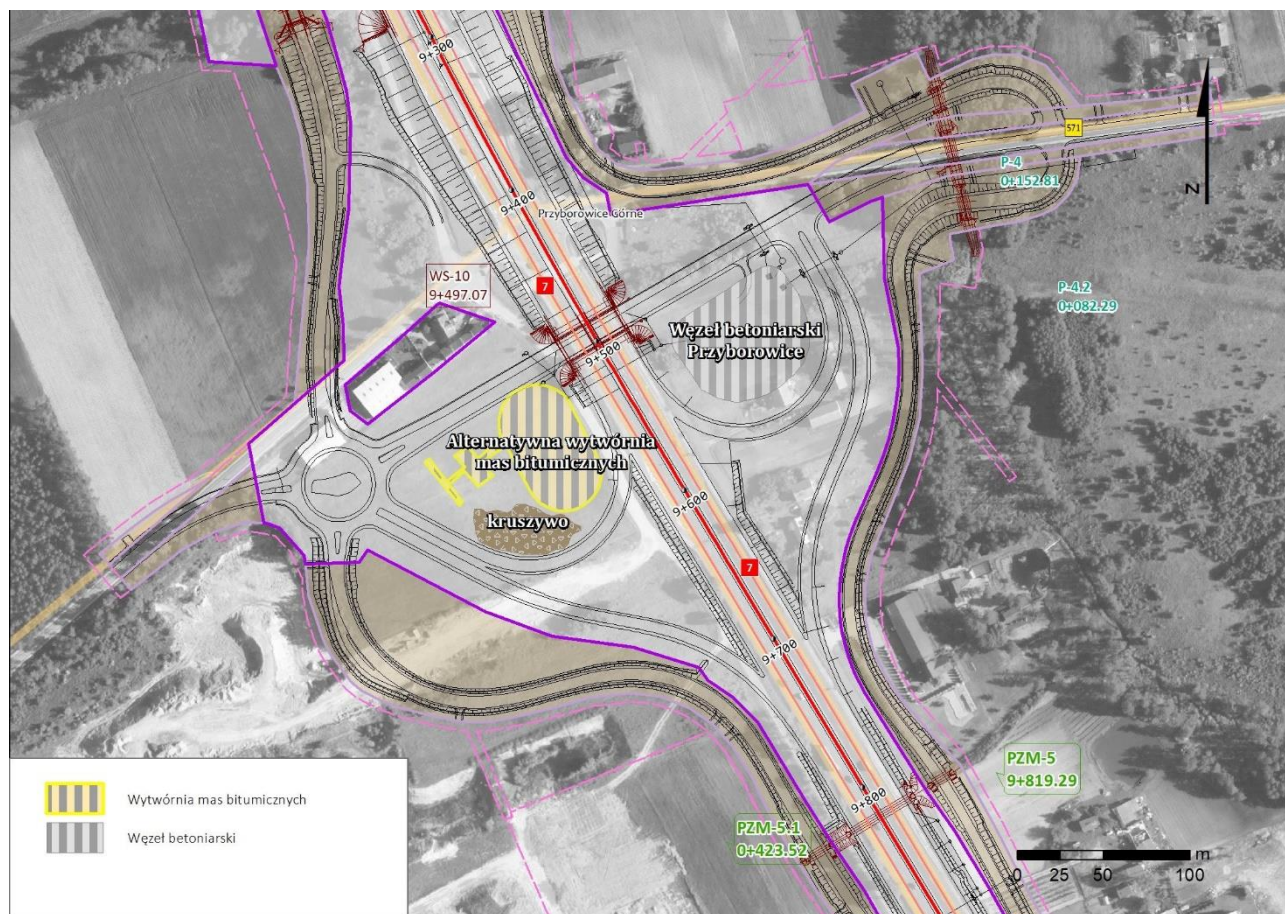 9+300
571
P-4
0+152.81
N
9+400
Przyborowice Górne
WS-10
9+497.07
7
P-4.2
0+082.29
9+500
Węzeł betoniarski
Przyborowice
Alternatywna wytwórnia
mas bitumicznych
kruszywo
9+600
7
9+700
PZM-5
9+819.29
9+800
PZM-5.1
0+423.52
Wytwórnia mas bitumicznych
Węzeł betoniarski
m
0 25 50 100